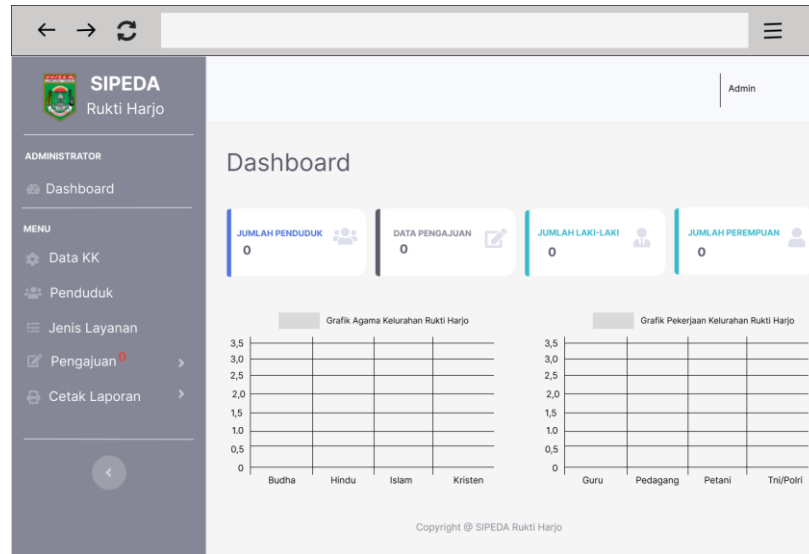 SIPEDA
Rukti Harjo
Admin
ADMINISTRATOR
Dashboard
MENU
Data KK
Penduduk
Jenis Layanan
Pengajuan 0
Cetak Laporan
Dashboard
JUMLAH PENDUDUK
0
DATA PENGAJUAN
0
JUMLAH LAKI-LAKI
0
JUMLAH PEREMPUAN
0
Grafik Agama Kelurahan Rukti Harjo
3,5
3,0
2,5
2,0
1,5
1.0
0,5
0
Budha Hindu Islam Kristen
Grafik Pekerjaan Kelurahan Rukti Harjo
3,5
3,0
2,5
2,0
1,5
1.0
0,5
0
Guru Pedagang Petani Tni/Polri
Copyright @ SIPEDA Rukti Harjo